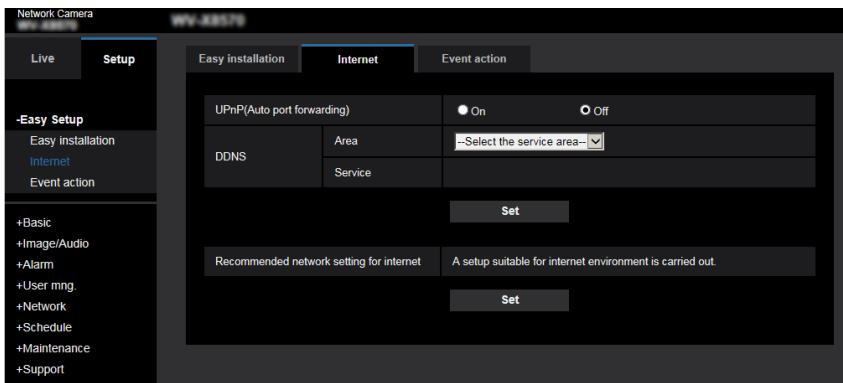 Network Camera
Live
Setup
-Easy Setup
Easy installation
Internet
Event action
+Basic
+Image/Audio
+Alarm
+User mng.
+Network
+Schedule
+Maintenance
+Support
Easy installation
Internet
Event action
UPnP(Auto port forwarding)
On
Off
DDNS
Area
--Select the service area--
Service
Set
Recommended network setting for internet
A setup suitable for internet environment is carried out.
Set